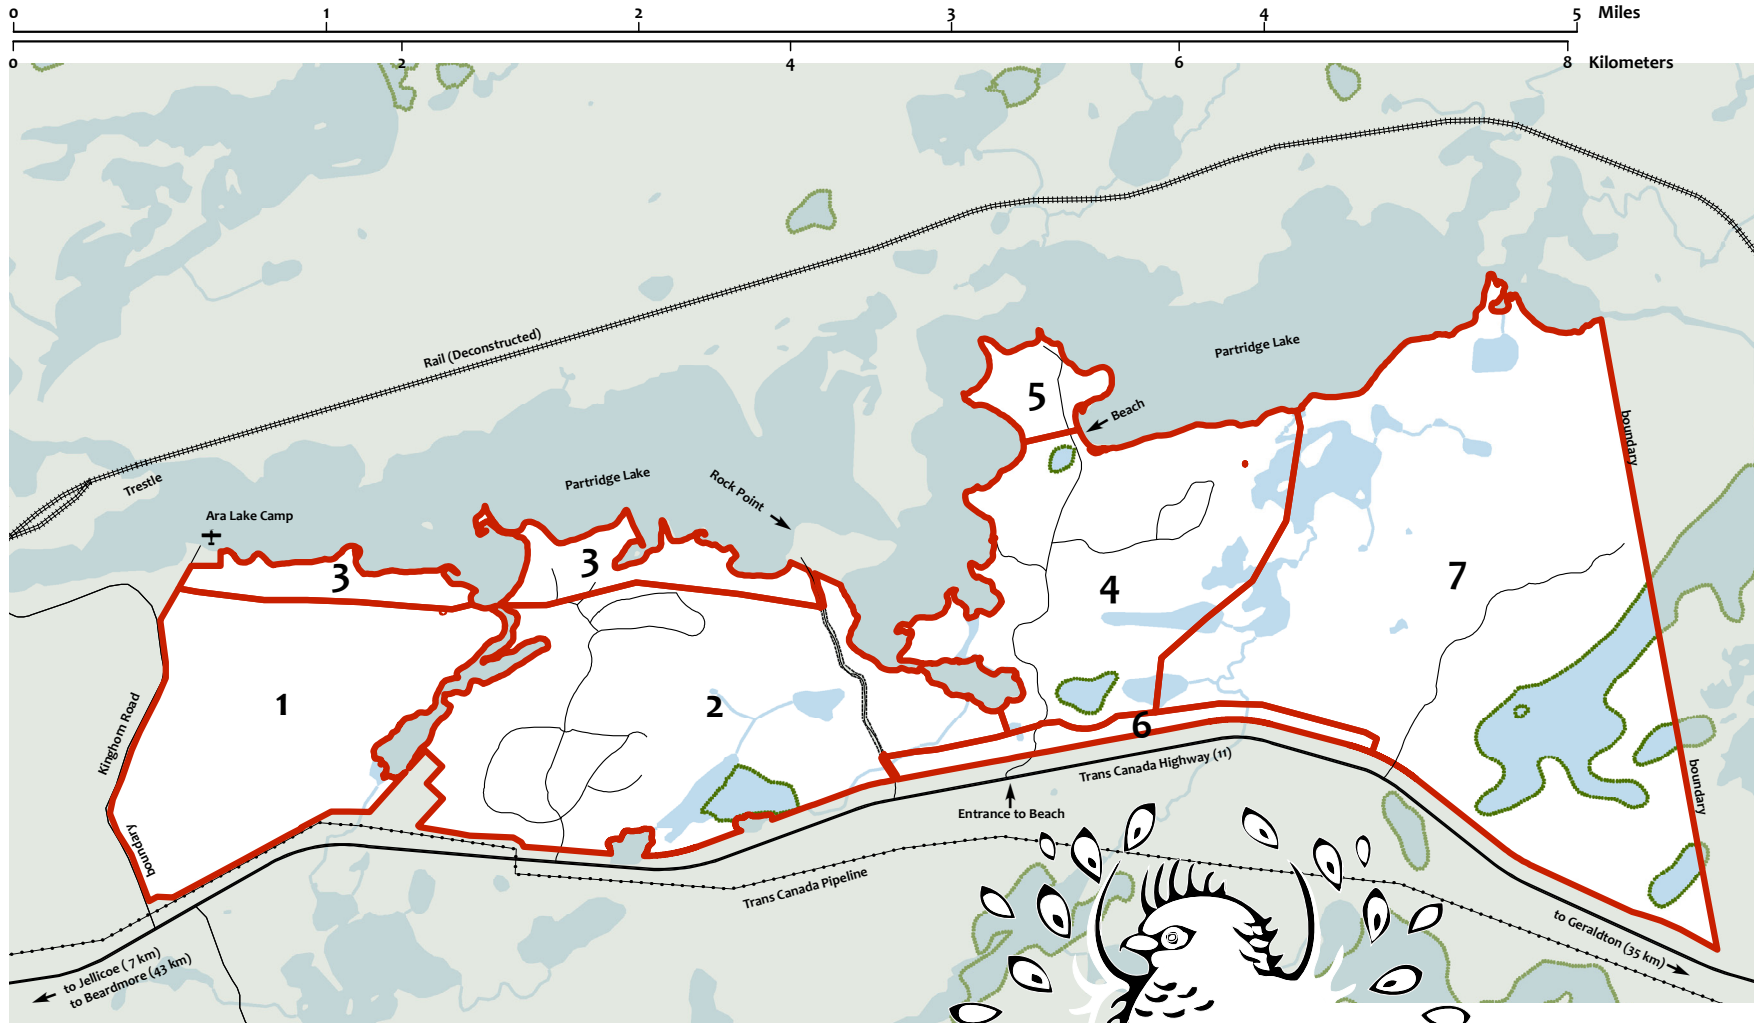 0 1 2 3 4 5 Miles
0 2 4 6 8 Kilometers
Rail (Deconstructed)
Trestle
Ara Lake Camp
Partridge Lake
Rock Point
Partridge Lake
Beach
5
3
3
4
7
1
2
6
Kinghorn Road
boundary
boundary
boundary
Trans Canada Highway (11)
Entrance to Beach
Trans Canada Pipeline
to Jellicoe (7 km)
to Beardmore (43 km)
to Geraldton (35 km)